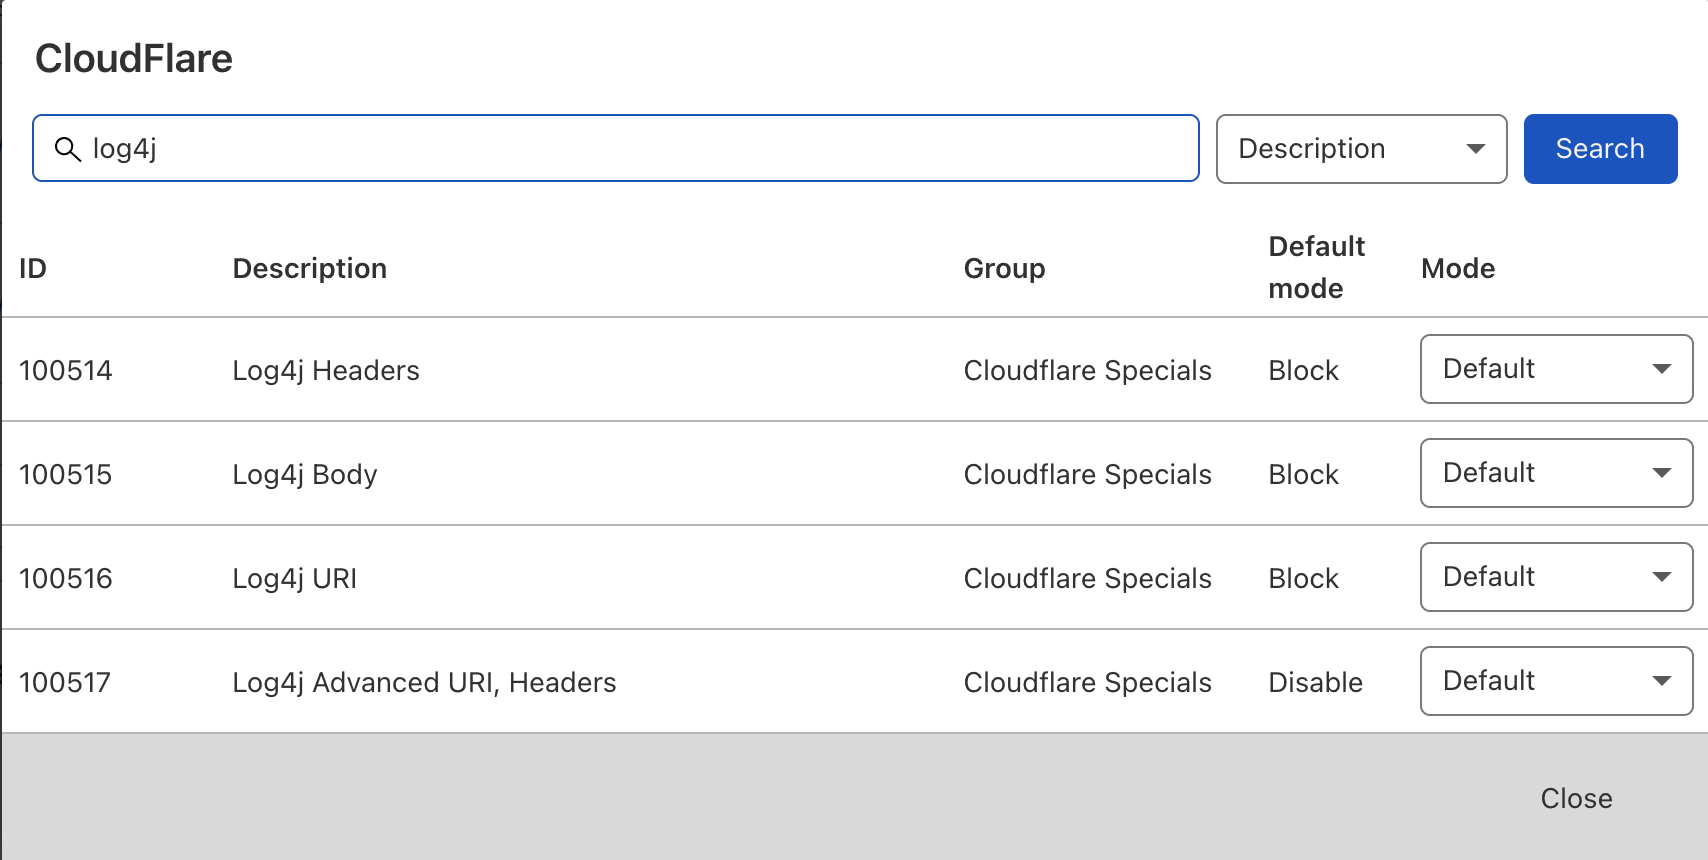 CloudFlare
log4j Description Search
ID Description Group Default mode Mode
100514 Log4j Headers Cloudflare Specials Block Default
100515 Log4j Body Cloudflare Specials Block Default
100516 Log4j URI Cloudflare Specials Block Default
100517 Log4j Advanced URI, Headers Cloudflare Specials Disable Default
Close